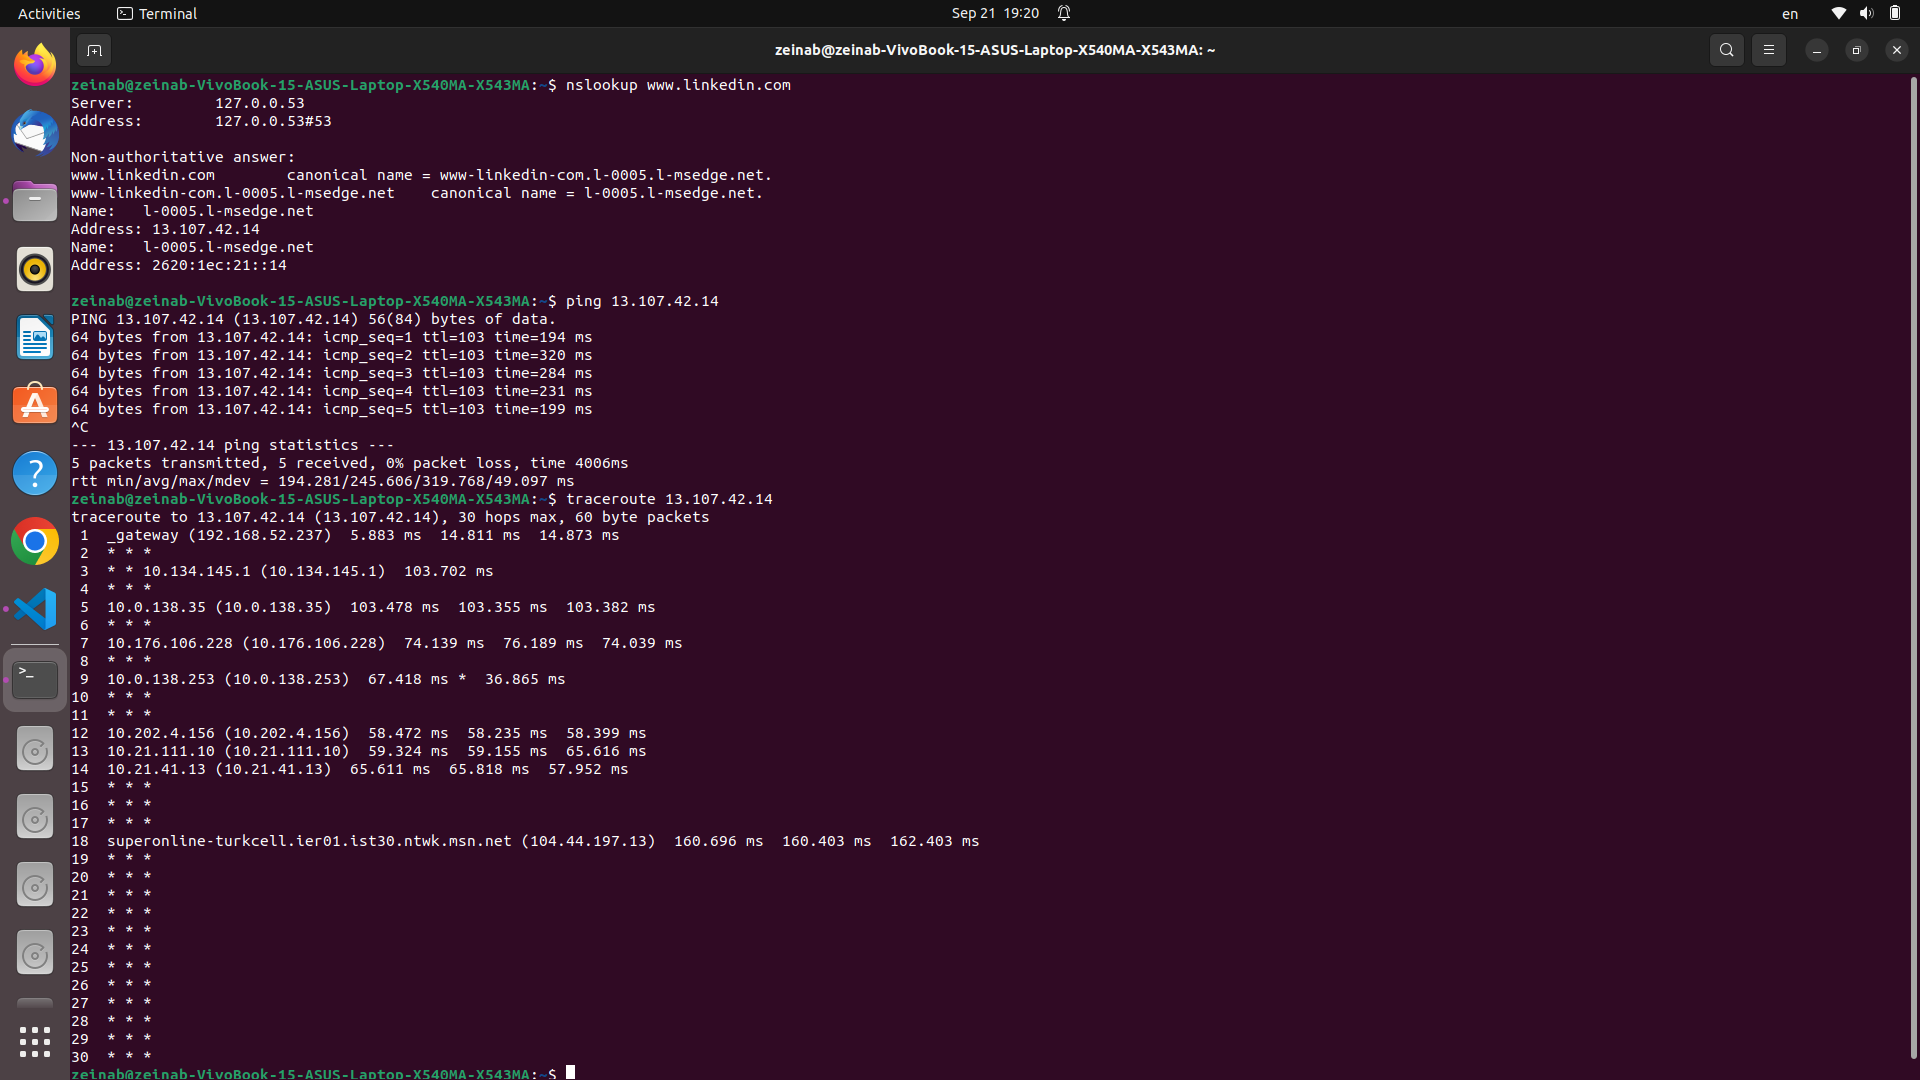 Activities
Terminal
Sep 21 19:20
en
zeinab@zeinab-VivoBook-15-ASUS-Laptop-X540MA-X543MA: ~
zeinab@zeinab-VivoBook-15-ASUS-Laptop-X540MA-X543MA:~$ nslookup www.linkedin.com
Server:		127.0.0.53
Address:	127.0.0.53#53
Non-authoritative answer:
www.linkedin.com	canonical name = www-linkedin-com.l-0005.l-msedge.net.
www-linkedin-com.l-0005.l-msedge.net	canonical name = l-0005.l-msedge.net.
Name:	l-0005.l-msedge.net
Address: 13.107.42.14
Name:	l-0005.l-msedge.net
Address: 2620:1ec:21::14
zeinab@zeinab-VivoBook-15-ASUS-Laptop-X540MA-X543MA:~$ ping 13.107.42.14
PING 13.107.42.14 (13.107.42.14) 56(84) bytes of data.
64 bytes from 13.107.42.14: icmp_seq=1 ttl=103 time=194 ms
64 bytes from 13.107.42.14: icmp_seq=2 ttl=103 time=320 ms
64 bytes from 13.107.42.14: icmp_seq=3 ttl=103 time=284 ms
64 bytes from 13.107.42.14: icmp_seq=4 ttl=103 time=231 ms
64 bytes from 13.107.42.14: icmp_seq=5 ttl=103 time=199 ms
^C
--- 13.107.42.14 ping statistics ---
5 packets transmitted, 5 received, 0% packet loss, time 4006ms
rtt min/avg/max/mdev = 194.281/245.606/319.768/49.097 ms
zeinab@zeinab-VivoBook-15-ASUS-Laptop-X540MA-X543MA:~$ traceroute 13.107.42.14
traceroute to 13.107.42.14 (13.107.42.14), 30 hops max, 60 byte packets
 1  _gateway (192.168.52.237)  5.883 ms  14.811 ms  14.873 ms
 2  * * *
 3  * * 10.134.145.1 (10.134.145.1)  103.702 ms
 4  * * *
 5  10.0.138.35 (10.0.138.35)  103.478 ms  103.355 ms  103.382 ms
 6  * * *
 7  10.176.106.228 (10.176.106.228)  74.139 ms  76.189 ms  74.039 ms
 8  * * *
 9  10.0.138.253 (10.0.138.253)  67.418 ms *  36.865 ms
10  * * *
11  * * *
12  10.202.4.156 (10.202.4.156)  58.472 ms  58.235 ms  58.399 ms
13  10.21.111.10 (10.21.111.10)  59.324 ms  59.155 ms  65.616 ms
14  10.21.41.13 (10.21.41.13)  65.611 ms  65.818 ms  57.952 ms
15  * * *
16  * * *
17  * * *
18  superonline-turkcell.ier01.ist30.ntwk.msn.net (104.44.197.13)  160.696 ms  160.403 ms  162.403 ms
19  * * *
20  * * *
21  * * *
22  * * *
23  * * *
24  * * *
25  * * *
26  * * *
27  * * *
28  * * *
29  * * *
30  * * *
zeinab@zeinab-VivoBook-15-ASUS-Laptop-X540MA-X543MA:~$